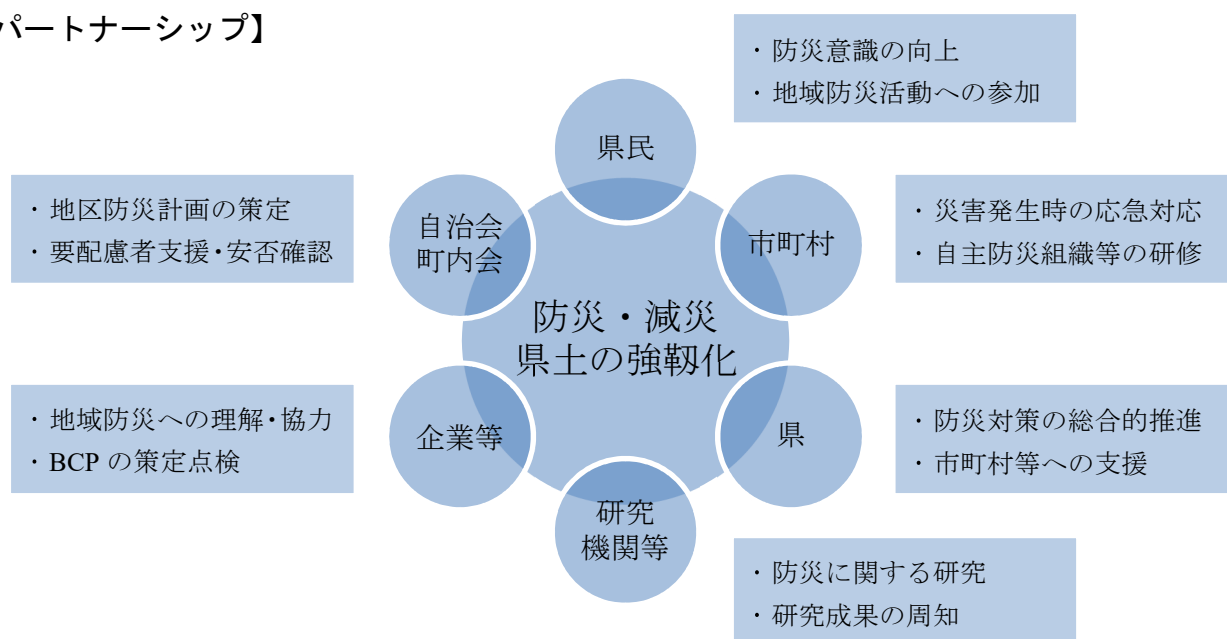 パートナーシップ】
・防災意識の向上
・地域防災活動への参加
県民
・地区防災計画の策定
・要配慮者支援・安否確認
自治会
町内会
市町村
・災害発生時の応急対応
・自主防災組織等の研修
防災・減災
県土の強靱化
・地域防災への理解・協力
・BCP の策定点検
企業等
県
・防災対策の総合的推進
・市町村等への支援
研究
機関等
・防災に関する研究
・研究成果の周知